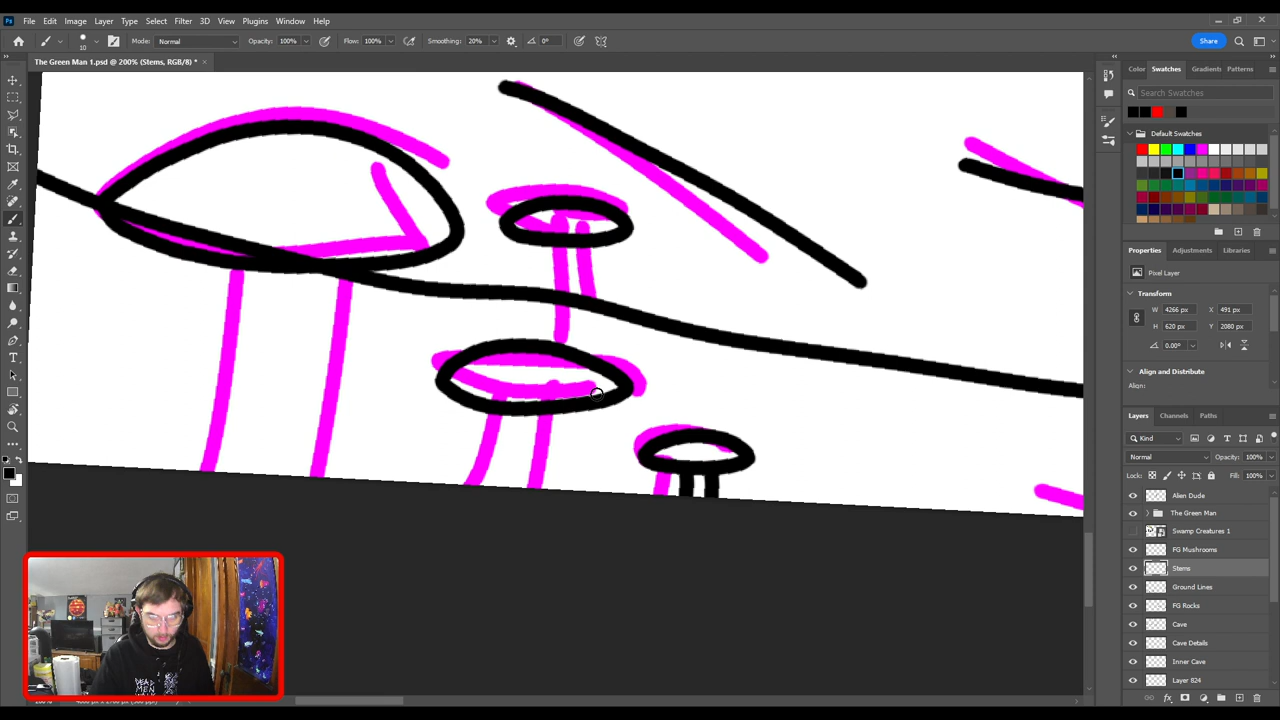 Ps File Edit Image Layer Type Select Filter 3D View Plugins Window Help
10 Mode: Normal Opacity: 100% Flow: 100% Smoothing: 20% 0° Share
The Green Man 1.psd @ 200% (Stems, RGB/8) * ×
Color Swatches Gradients Patterns
Search Swatches
Default Swatches
Properties Adjustments Libraries
Pixel Layer
Transform
W 4266 px X 491 px
H 620 px Y 2080 px
0.00°
Align and Distribute
Align:
Layers Channels Paths
Kind
Normal Opacity: 100%
Lock: Fill: 100%
Alien Dude
The Green Man
Swamp Creatures 1
FG Mushrooms
Stems
Ground Lines
FG Rocks
Cave
Cave Details
Inner Cave
Layer 824